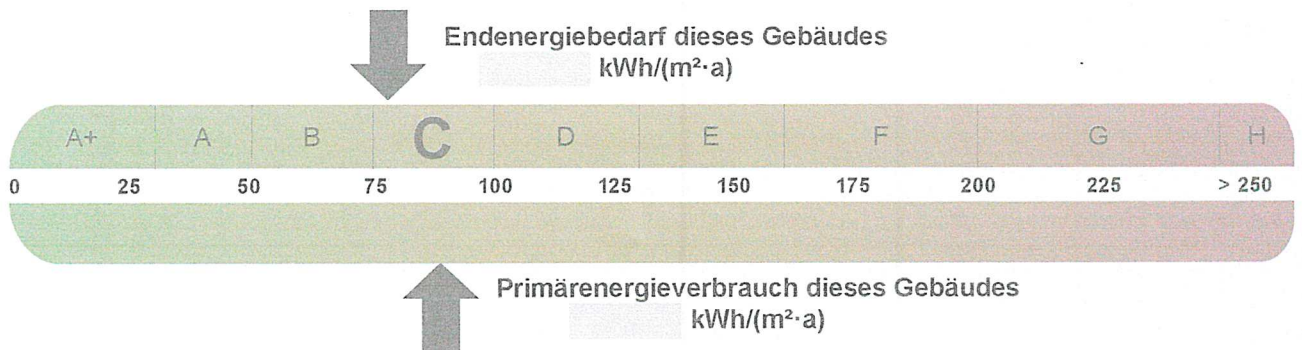 Endenergiebedarf dieses Gebäudes
kWh/(m²·a)
A+ A B C D E F G H
0 25 50 75 100 125 150 175 200 225 > 250
Primärenergieverbrauch dieses Gebäudes
kWh/(m²·a)